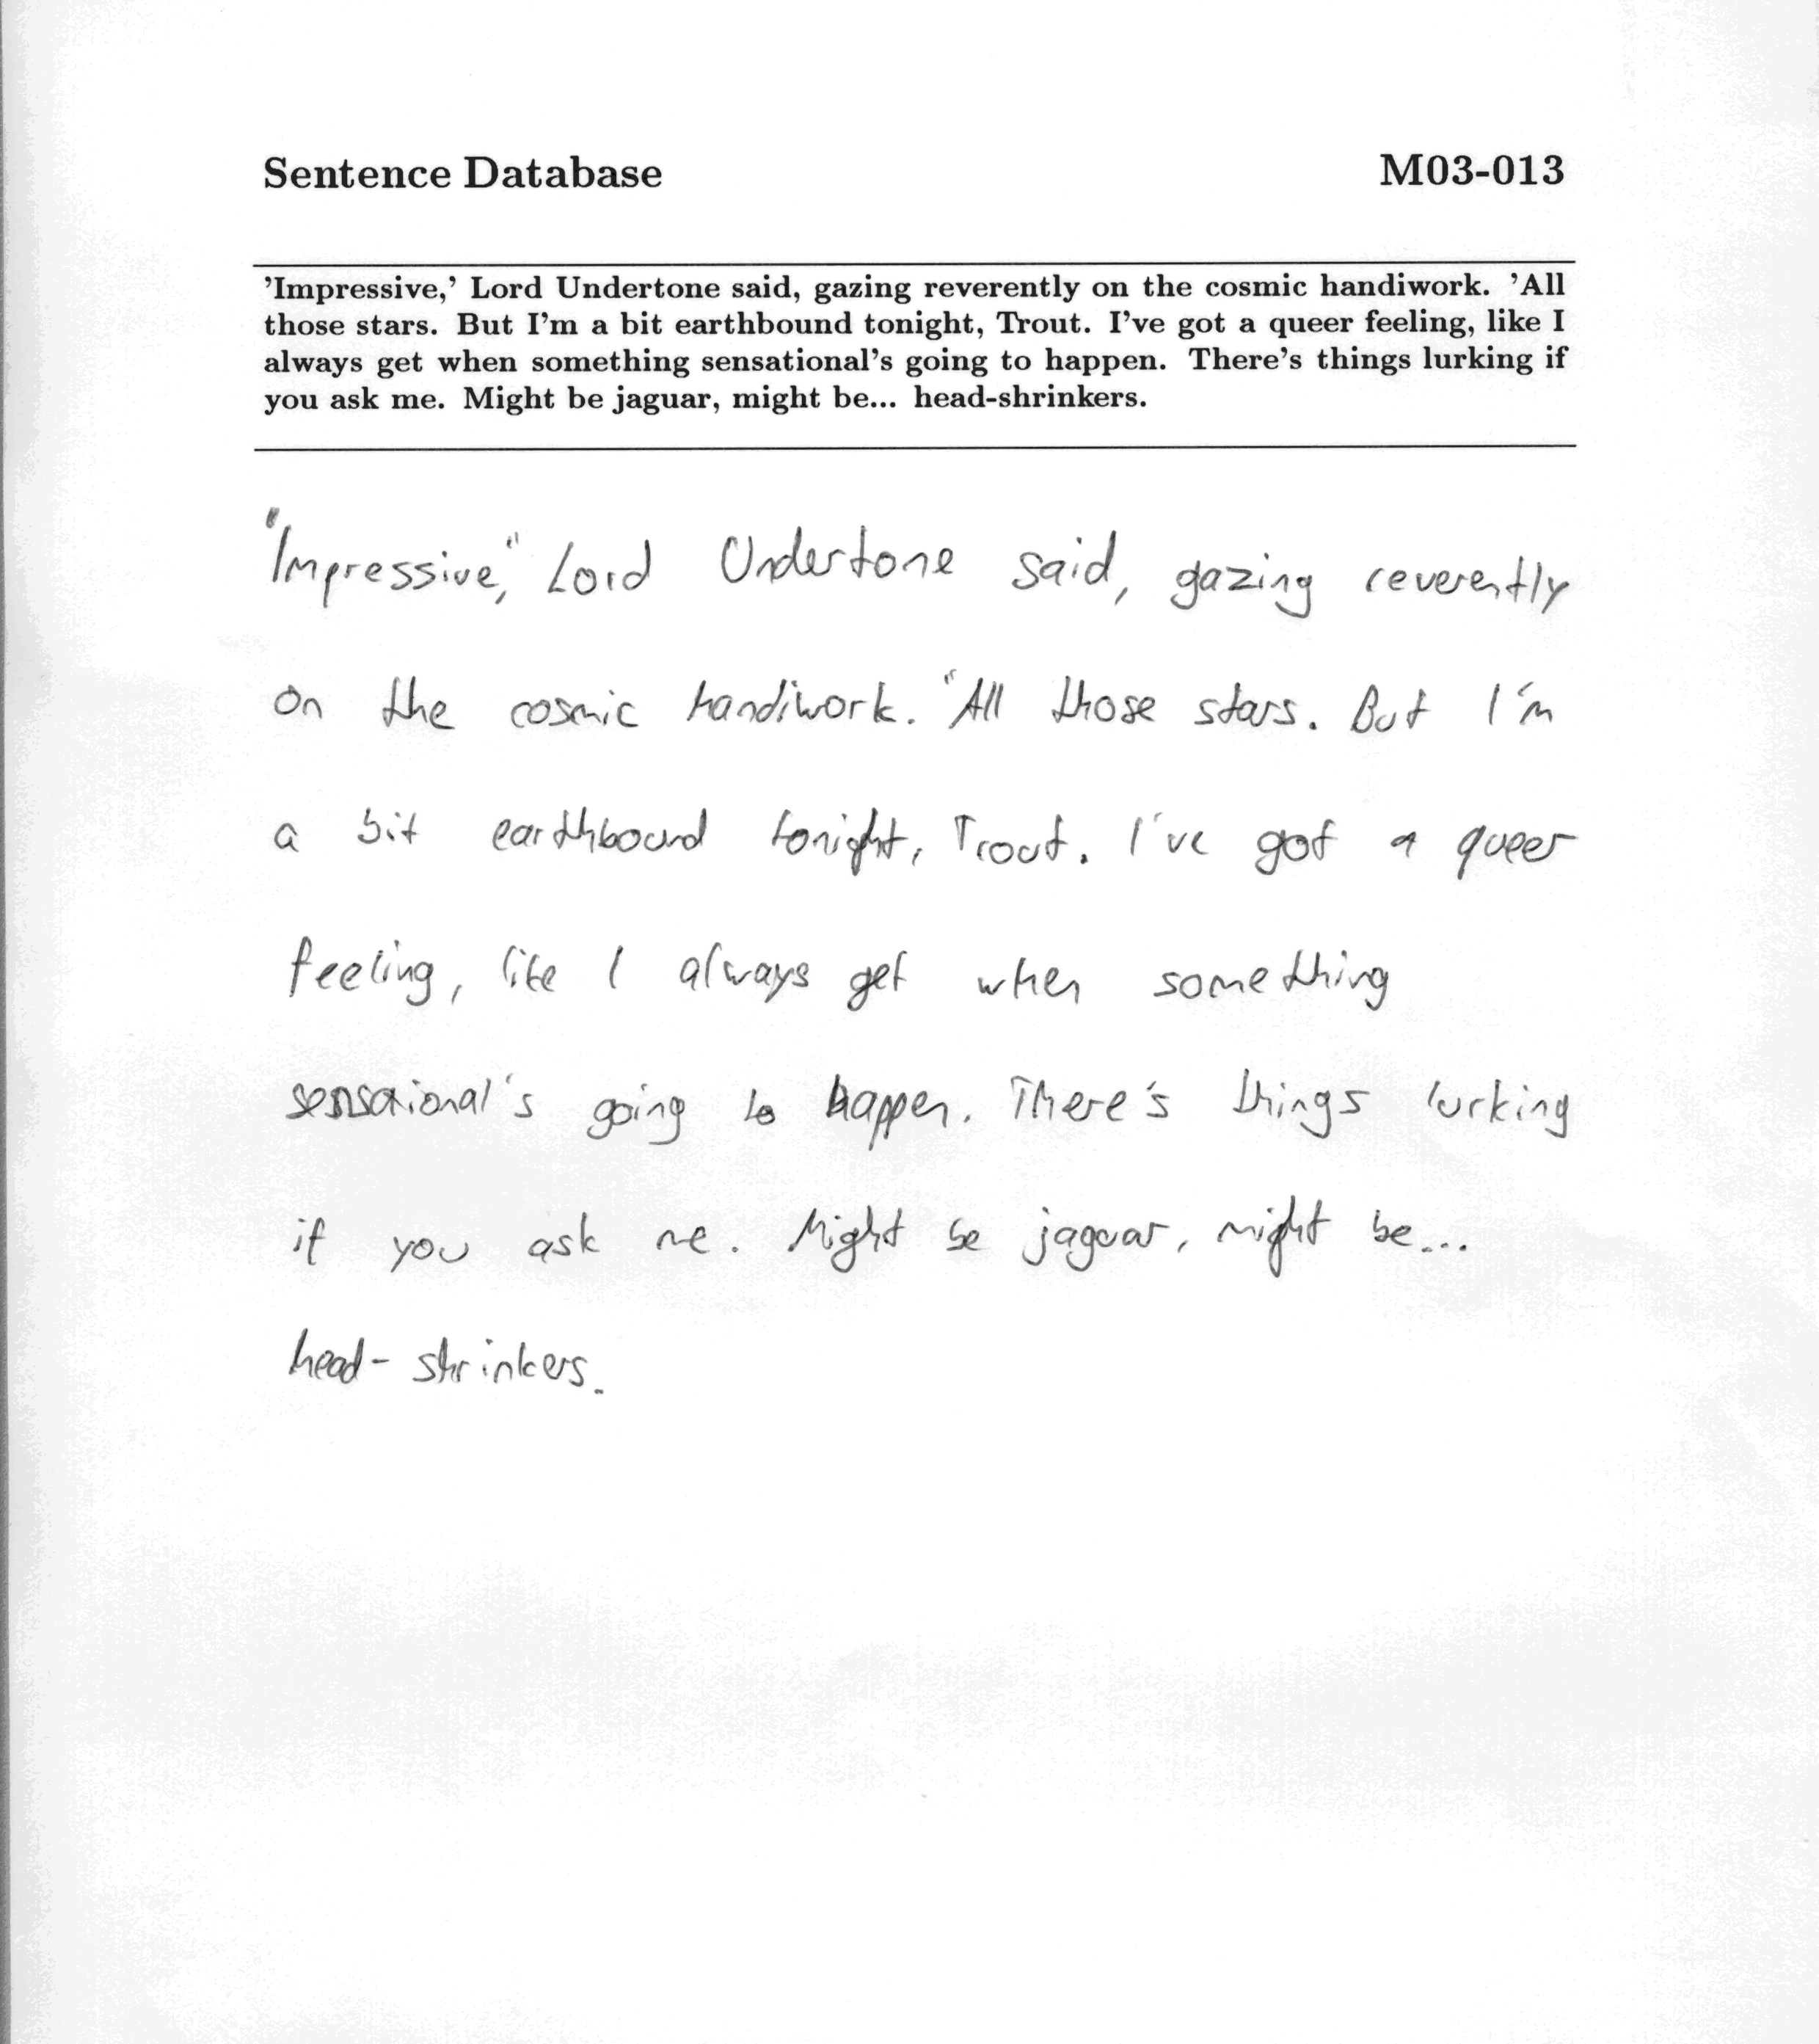 Sentence Database M03-013
’Impressive,’ Lord Undertone said, gazing reverently on the cosmic handiwork. ’All
those stars. But I’m a bit earthbound tonight, Trout. I’ve got a queer feeling, like I
always get when something sensational’s going to happen. There’s things lurking if
you ask me. Might be jaguar, might be... head-shrinkers.
"Impressive," Lord Undertone said, gazing reverently
on the cosmic handiwork. "All those stars. But I'm
a bit earthbound tonight, Trout. I've got a queer
feeling, like I always get when something
sensaional's going to happen. There's things lurking
if you ask me. Might be jaguar, might be...
head-shrinkers.